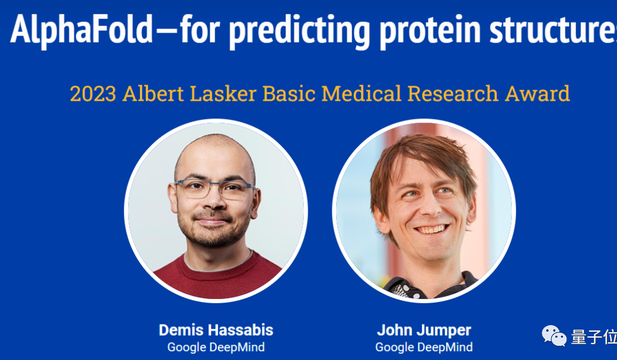 AlphaFold—for predicting protein structures
2023 Albert Lasker Basic Medical Research Award
Demis Hassabis
Google DeepMind
John Jumper
Google DeepMind
量子位